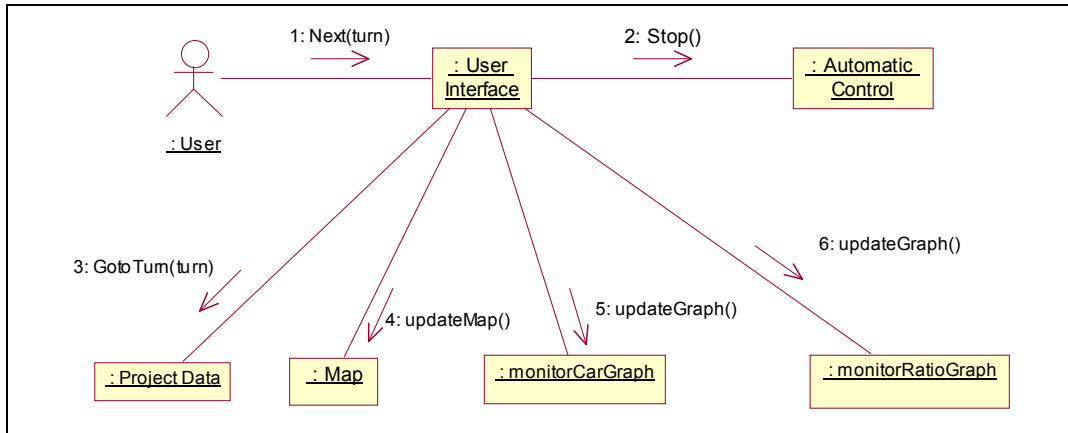 1: Next(turn)
2: Stop()
: User
Interface
: Automatic
Control
: User
3: GotoTurn(turn)
4: updateMap()
5: updateGraph()
6: updateGraph()
: Project Data
: Map
: monitorCarGraph
: monitorRatioGraph